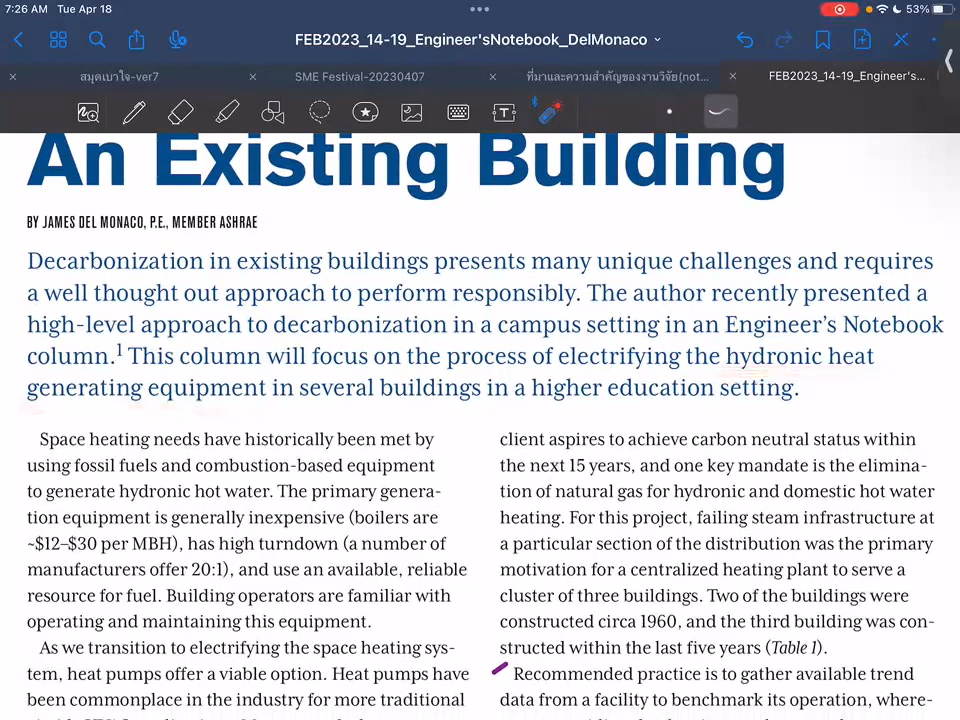 7:26 AM Tue Apr 18
53%
FEB2023_14-19_Engineer'sNotebook_DelMonaco
สมุดเบาใจ-ver7
SME Festival-20230407
ที่มาและความสำคัญของงานวิจัย(not...
FEB2023_14-19_Engineer's...
An Existing Building
BY JAMES DEL MONACO, P.E., MEMBER ASHRAE
Decarbonization in existing buildings presents many unique challenges and requires
a well thought out approach to perform responsibly. The author recently presented a
high-level approach to decarbonization in a campus setting in an Engineer's Notebook
column.1 This column will focus on the process of electrifying the hydronic heat
generating equipment in several buildings in a higher education setting.
Space heating needs have historically been met by
using fossil fuels and combustion-based equipment
to generate hydronic hot water. The primary genera-
tion equipment is generally inexpensive (boilers are
~$12–$30 per MBH), has high turndown (a number of
manufacturers offer 20:1), and use an available, reliable
resource for fuel. Building operators are familiar with
operating and maintaining this equipment.
As we transition to electrifying the space heating sys-
tem, heat pumps offer a viable option. Heat pumps have
been commonplace in the industry for more traditional
client aspires to achieve carbon neutral status within
the next 15 years, and one key mandate is the elimina-
tion of natural gas for hydronic and domestic hot water
heating. For this project, failing steam infrastructure at
a particular section of the distribution was the primary
motivation for a centralized heating plant to serve a
cluster of three buildings. Two of the buildings were
constructed circa 1960, and the third building was con-
structed within the last five years (Table 1).
Recommended practice is to gather available trend
data from a facility to benchmark its operation, where-